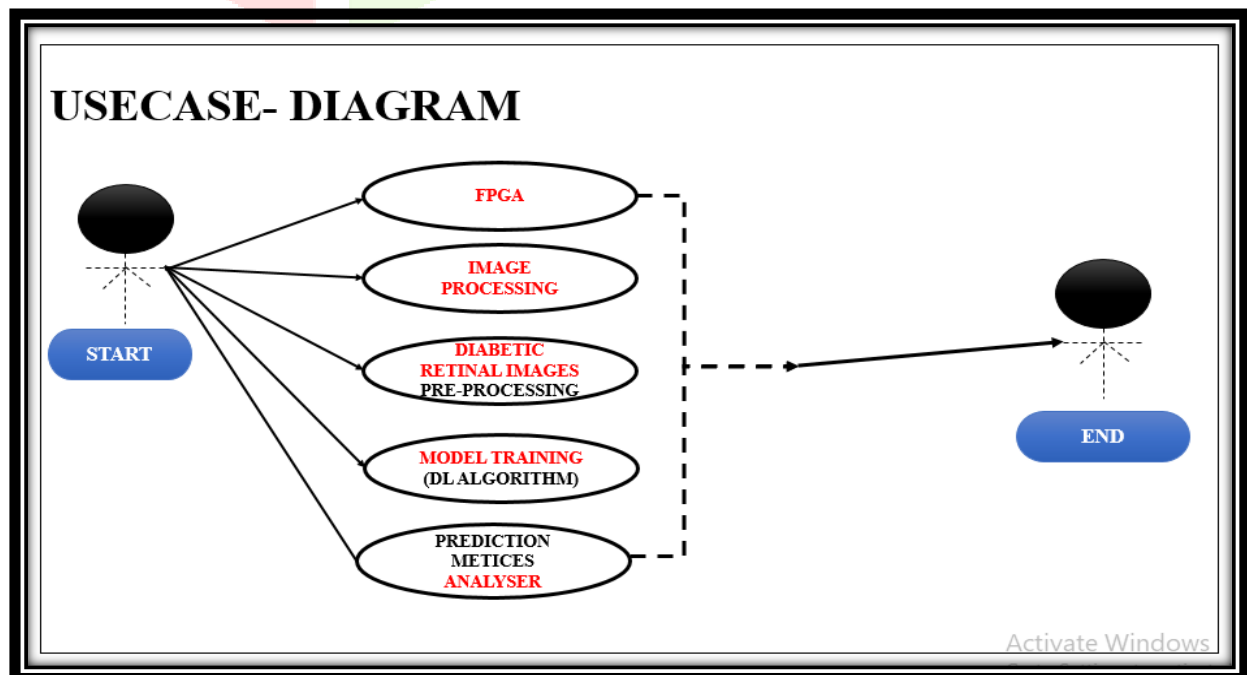 USECASE- DIAGRAM
FPGA
IMAGE
PROCESSING
DIABETIC
RETINAL IMAGES
PRE-PROCESSING
START
MODEL TRAINING
(DL ALGORITHM)
PREDICTION
METICES
ANALYSER
END
Activate Windows